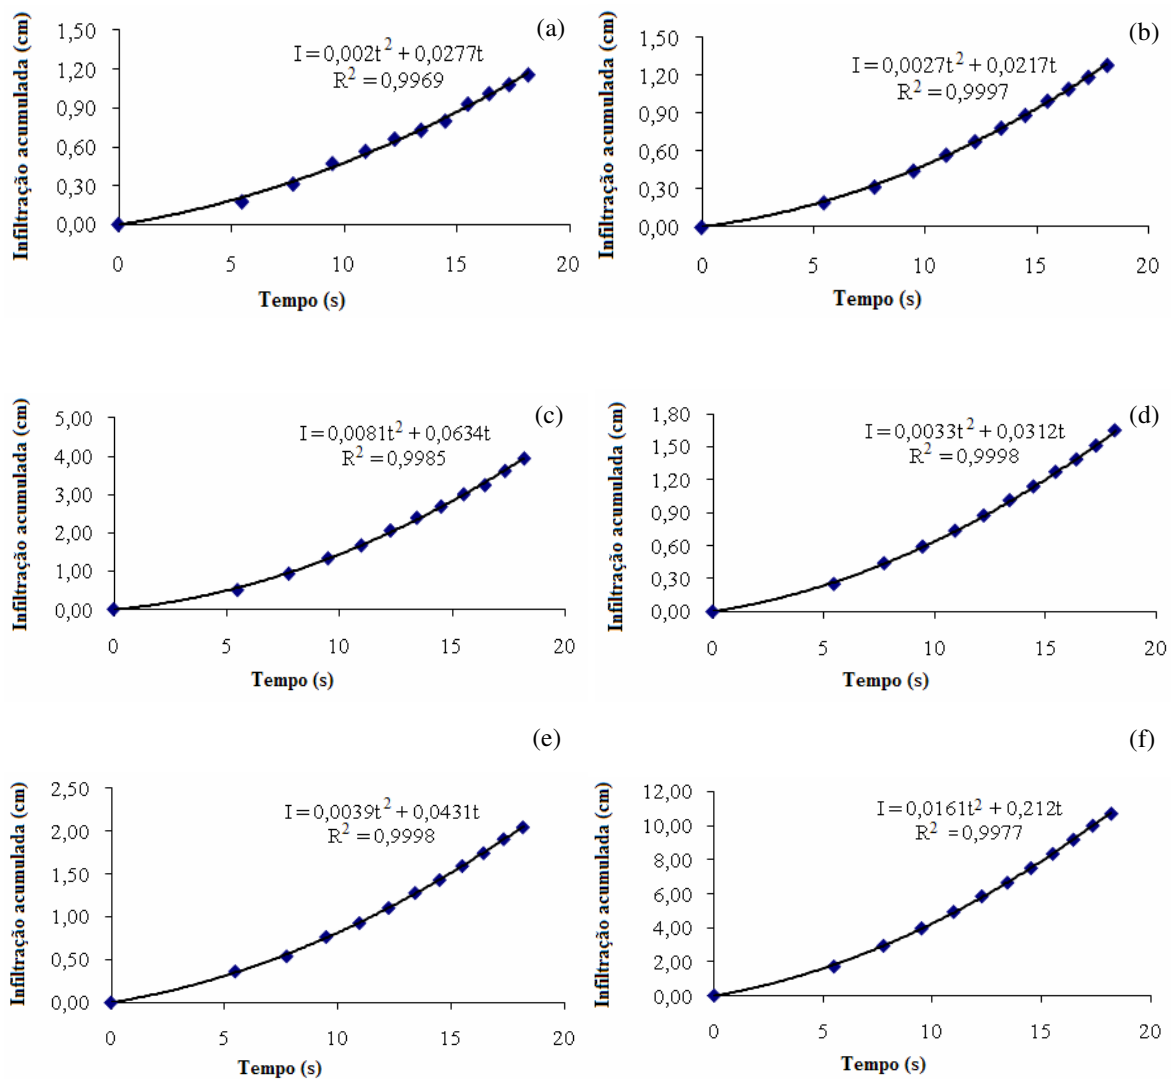 (a)
I = 0,002t² + 0,0277t
R² = 0,9969
Infiltração acumulada (cm)
1,50
1,20
0,90
0,60
0,30
0,00
0 5 10 15 20
Tempo (s)
(b)
I = 0,0027t² + 0,0217t
R² = 0,9997
Infiltração acumulada (cm)
1,50
1,20
0,90
0,60
0,30
0,00
0 5 10 15 20
Tempo (s)
(c)
I = 0,0081t² + 0,0634t
R² = 0,9985
Infiltração acumulada (cm)
5,00
4,00
3,00
2,00
1,00
0,00
0 5 10 15 20
Tempo (s)
(d)
I = 0,0033t² + 0,0312t
R² = 0,9998
Infiltração acumulada (cm)
1,80
1,50
1,20
0,90
0,60
0,30
0,00
0 5 10 15 20
Tempo (s)
(e)
I = 0,0039t² + 0,0431t
R² = 0,9998
Infiltração acumulada (cm)
2,50
2,00
1,50
1,00
0,50
0,00
0 5 10 15 20
Tempo (s)
(f)
I = 0,0161t² + 0,212t
R² = 0,9977
Infiltração acumulada (cm)
12,00
10,00
8,00
6,00
4,00
2,00
0,00
0 5 10 15 20
Tempo (s)